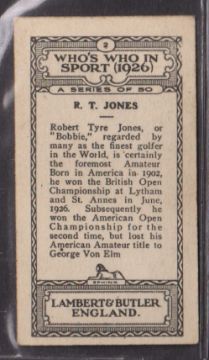 2
WHO'S WHO IN
SPORT (1926)
A SERIES OF 50
R. T. JONES
Robert Tyre Jones, or
"Bobbie," regarded by
many as the finest golfer
in the World, is certainly
the foremost Amateur
Born in America in 1902,
he won the British Open
Championship at Lytham
and St. Annes in June,
1926. Subsequently he
won the American Open
Championship for the
second time, but lost his
American Amateur title to
George Von Elm
SPHINX
LAMBERT & BUTLER
ENGLAND.